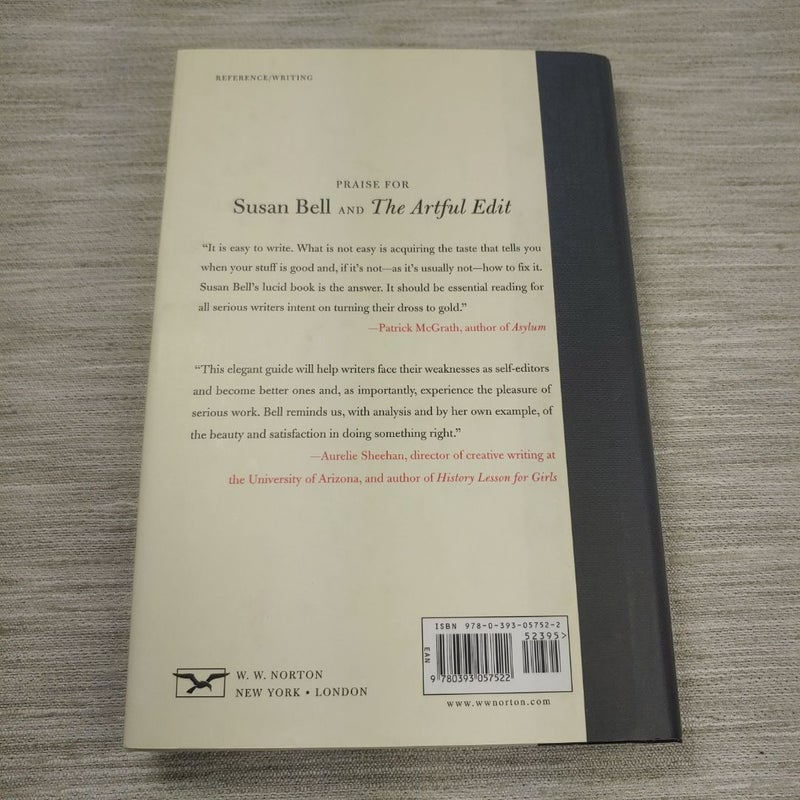 REFERENCE/WRITING
PRAISE FOR
Susan Bell AND The Artful Edit
“It is easy to write. What is not easy is acquiring the taste that tells you
when your stuff is good and, if it’s not—as it’s usually not—how to fix it.
Susan Bell’s lucid book is the answer. It should be essential reading for
all serious writers intent on turning their dross to gold.”
—Patrick McGrath, author of Asylum
“This elegant guide will help writers face their weaknesses as self-editors
and become better ones and, as importantly, experience the pleasure of
serious work. Bell reminds us, with analysis and by her own example, of
the beauty and satisfaction in doing something right.”
—Aurelie Sheehan, director of creative writing at
the University of Arizona, and author of History Lesson for Girls
ISBN 978-0-393-05752-2
52395>
EAN
9 780393 057522
W. W. NORTON
NEW YORK • LONDON
www.wwnorton.com